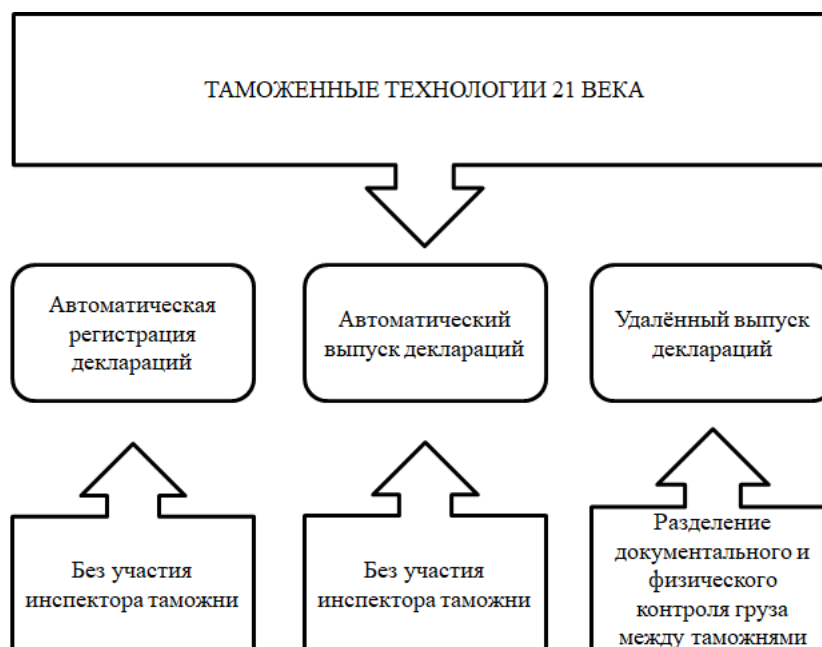 ТАМОЖЕННЫЕ ТЕХНОЛОГИИ 21 ВЕКА
Автоматическая
регистрация
деклараций
Автоматический
выпуск деклараций
Удалённый выпуск
деклараций
Без участия
инспектора таможни
Без участия
инспектора таможни
Разделение
документального и
физического
контроля груза
между таможнями